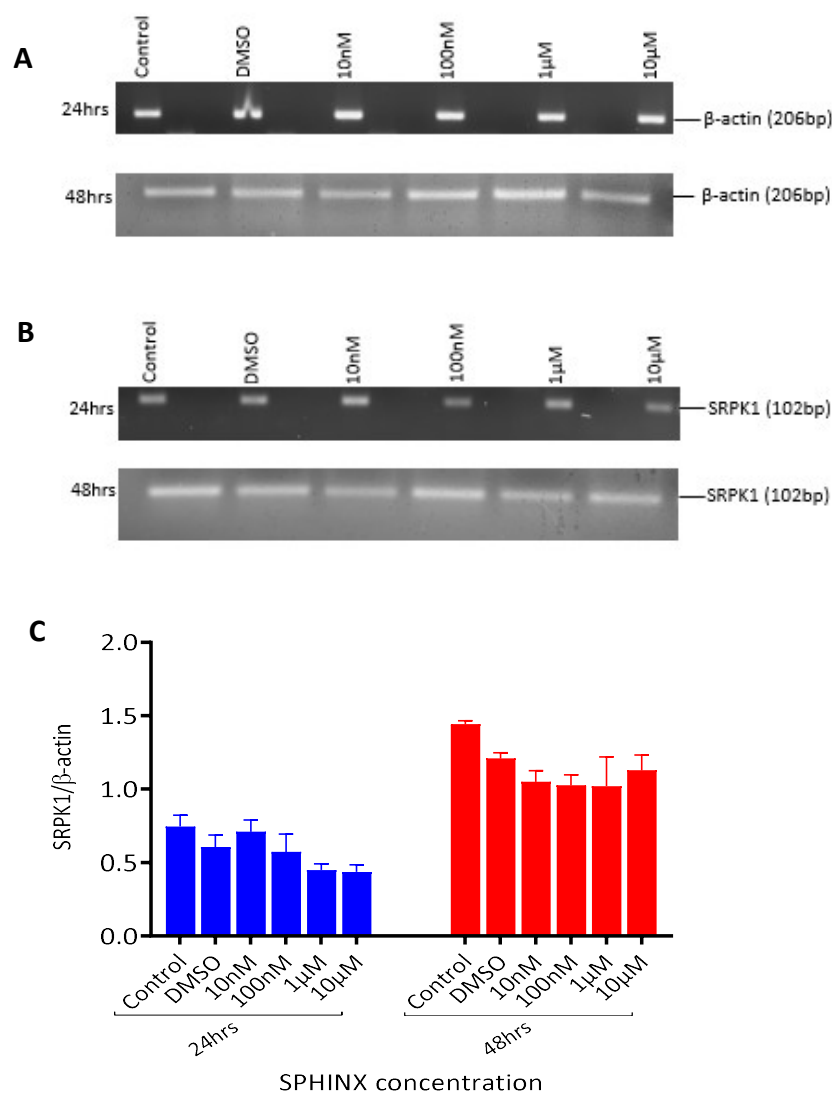 A
Control
DMSO
10nM
100nM
1µM
10µM
24hrs
β-actin (206bp)
48hrs
β-actin (206bp)
B
Control
DMSO
10nM
100nM
1µM
10µM
24hrs
SRPK1 (102bp)
48hrs
SRPK1 (102bp)
C
SRPK1/β-actin
2.0
1.5
1.0
0.5
0.0
Control
DMSO
10nM
100nM
1µM
10µM
Control
DMSO
10nM
100nM
1µM
10µM
24hrs
48hrs
SPHINX concentration